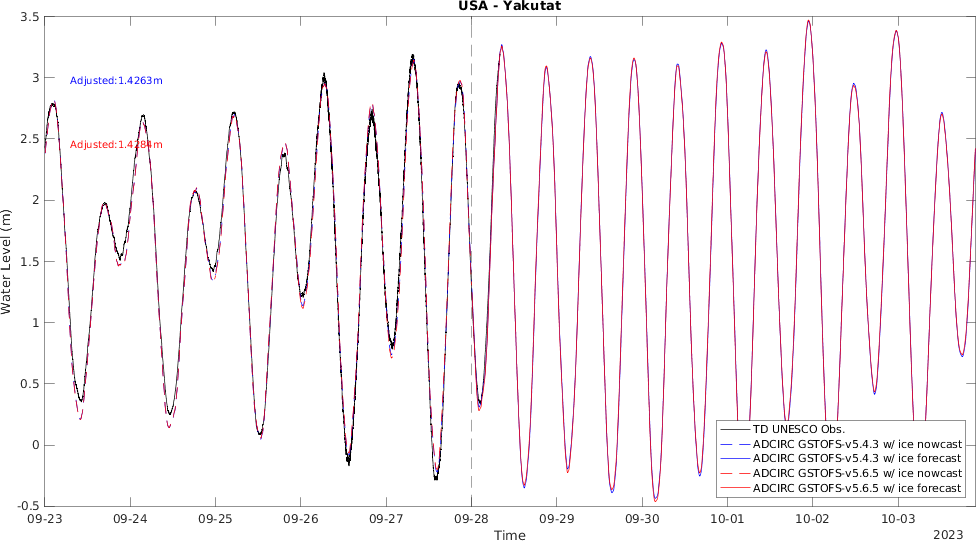 USA - Yakutat
3.5
3
2.5
2
1.5
1
0.5
0
-0.5
Water Level (m)
Adjusted:1.4263m
Adjusted:1.4284m
TD UNESCO Obs.
ADCIRC GSTOFS-v5.4.3 w/ ice nowcast
ADCIRC GSTOFS-v5.4.3 w/ ice forecast
ADCIRC GSTOFS-v5.6.5 w/ ice nowcast
ADCIRC GSTOFS-v5.6.5 w/ ice forecast
09-23 09-24 09-25 09-26 09-27 09-28 09-29 09-30 10-01 10-02 10-03
Time
2023